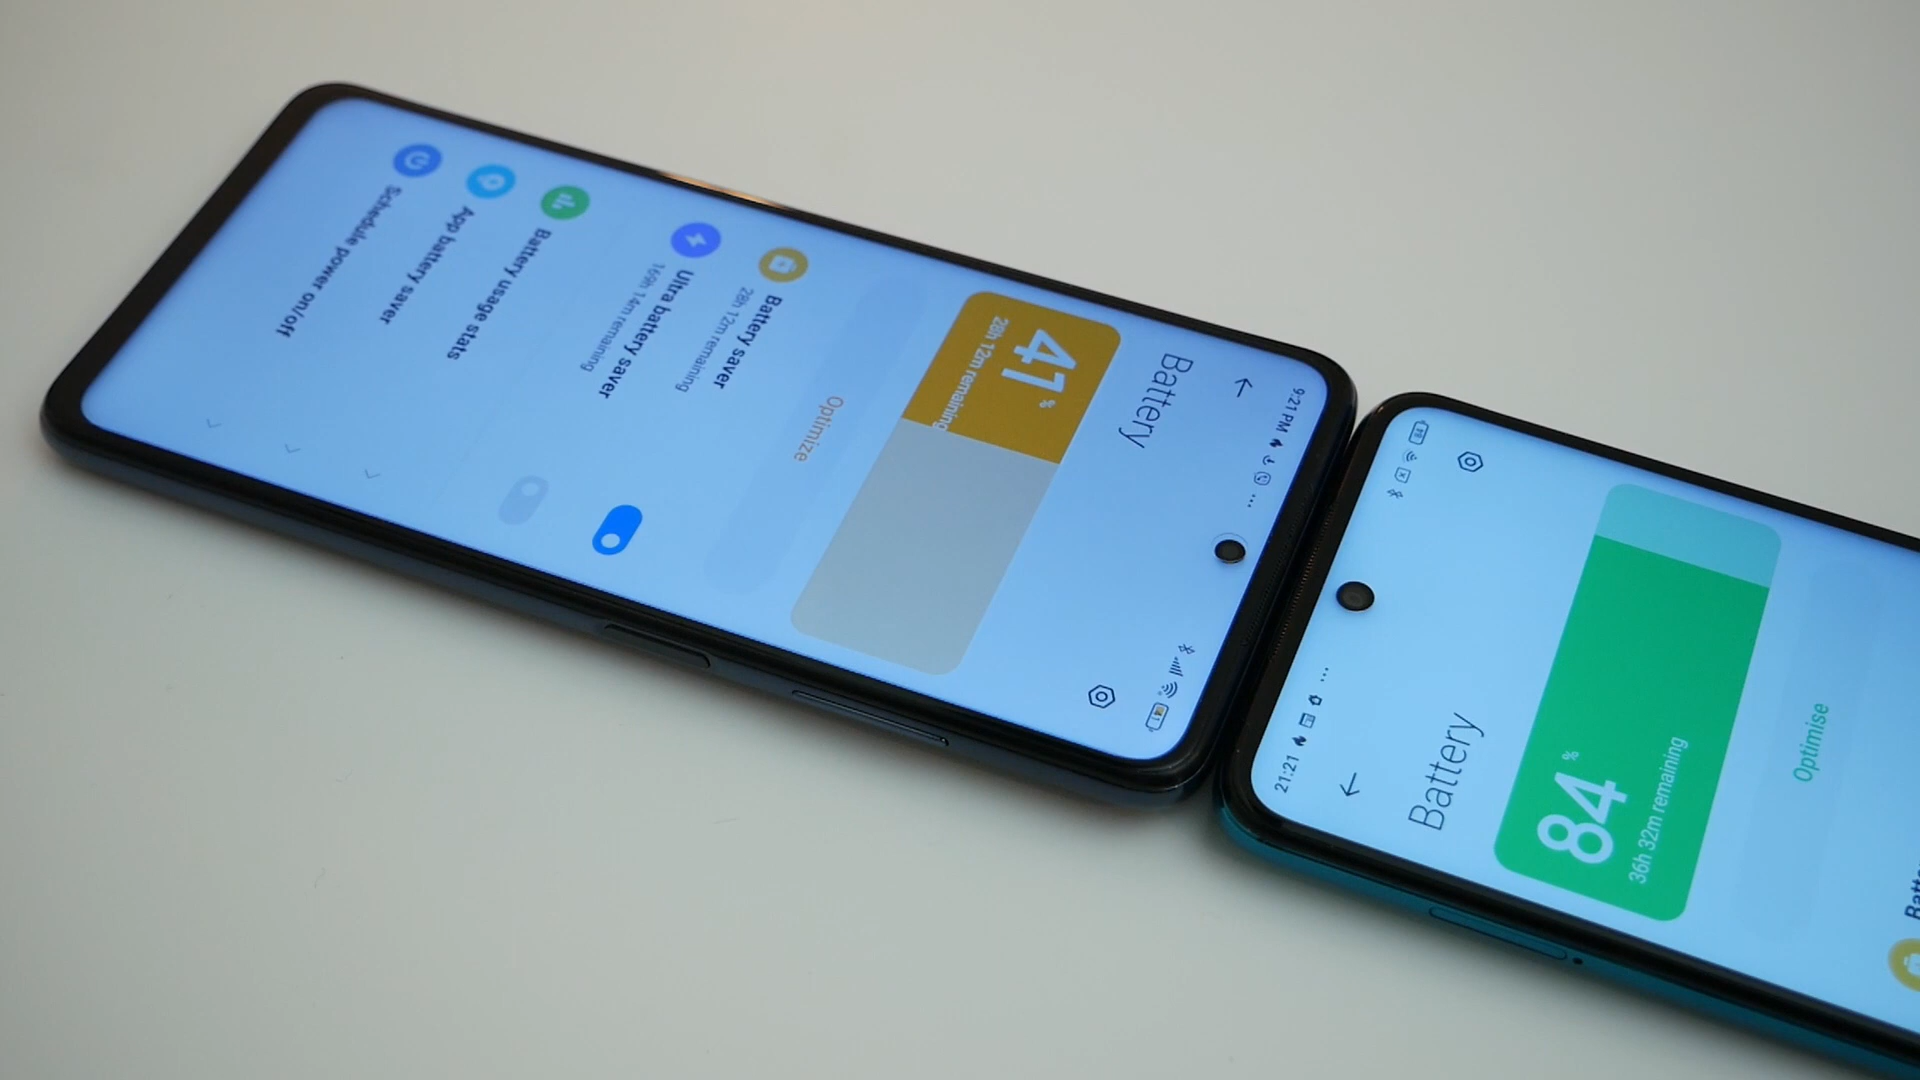 9:21 PM
41
Battery
41%
28h 12m remaining
Optimize
Battery saver
28h 12m remaining
Ultra battery saver
169h 14m remaining
Battery usage stats
App battery saver
Schedule power on/off
21:21
Battery
84%
36h 32m remaining
Optimise